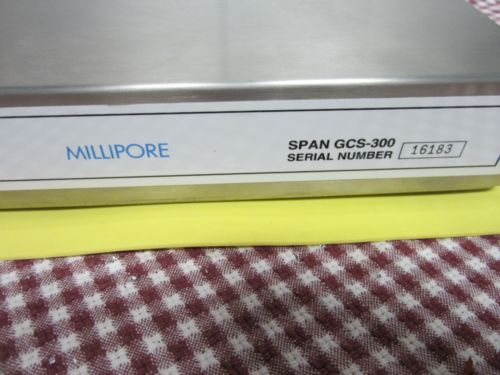 MILLIPORE
SPAN GCS-300
SERIAL NUMBER 16183